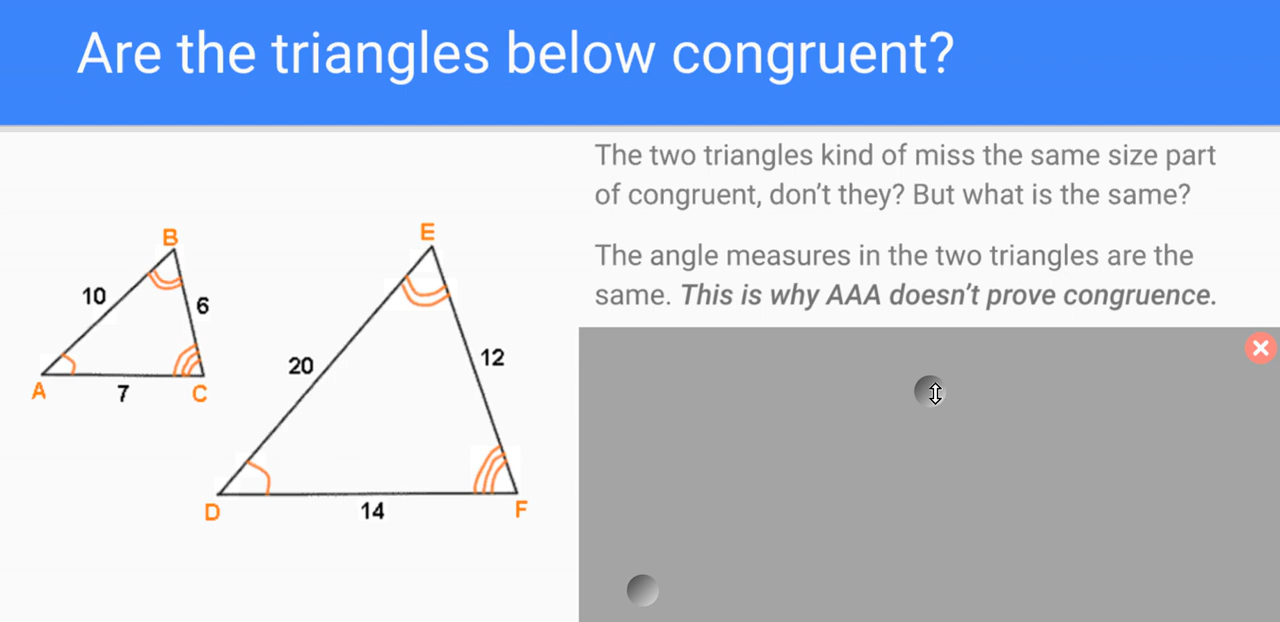 Are the triangles below congruent?
The two triangles kind of miss the same size part
of congruent, don’t they? But what is the same?
The angle measures in the two triangles are the
same. This is why AAA doesn’t prove congruence.
B
10
6
A
7
C
E
20
12
D
14
F